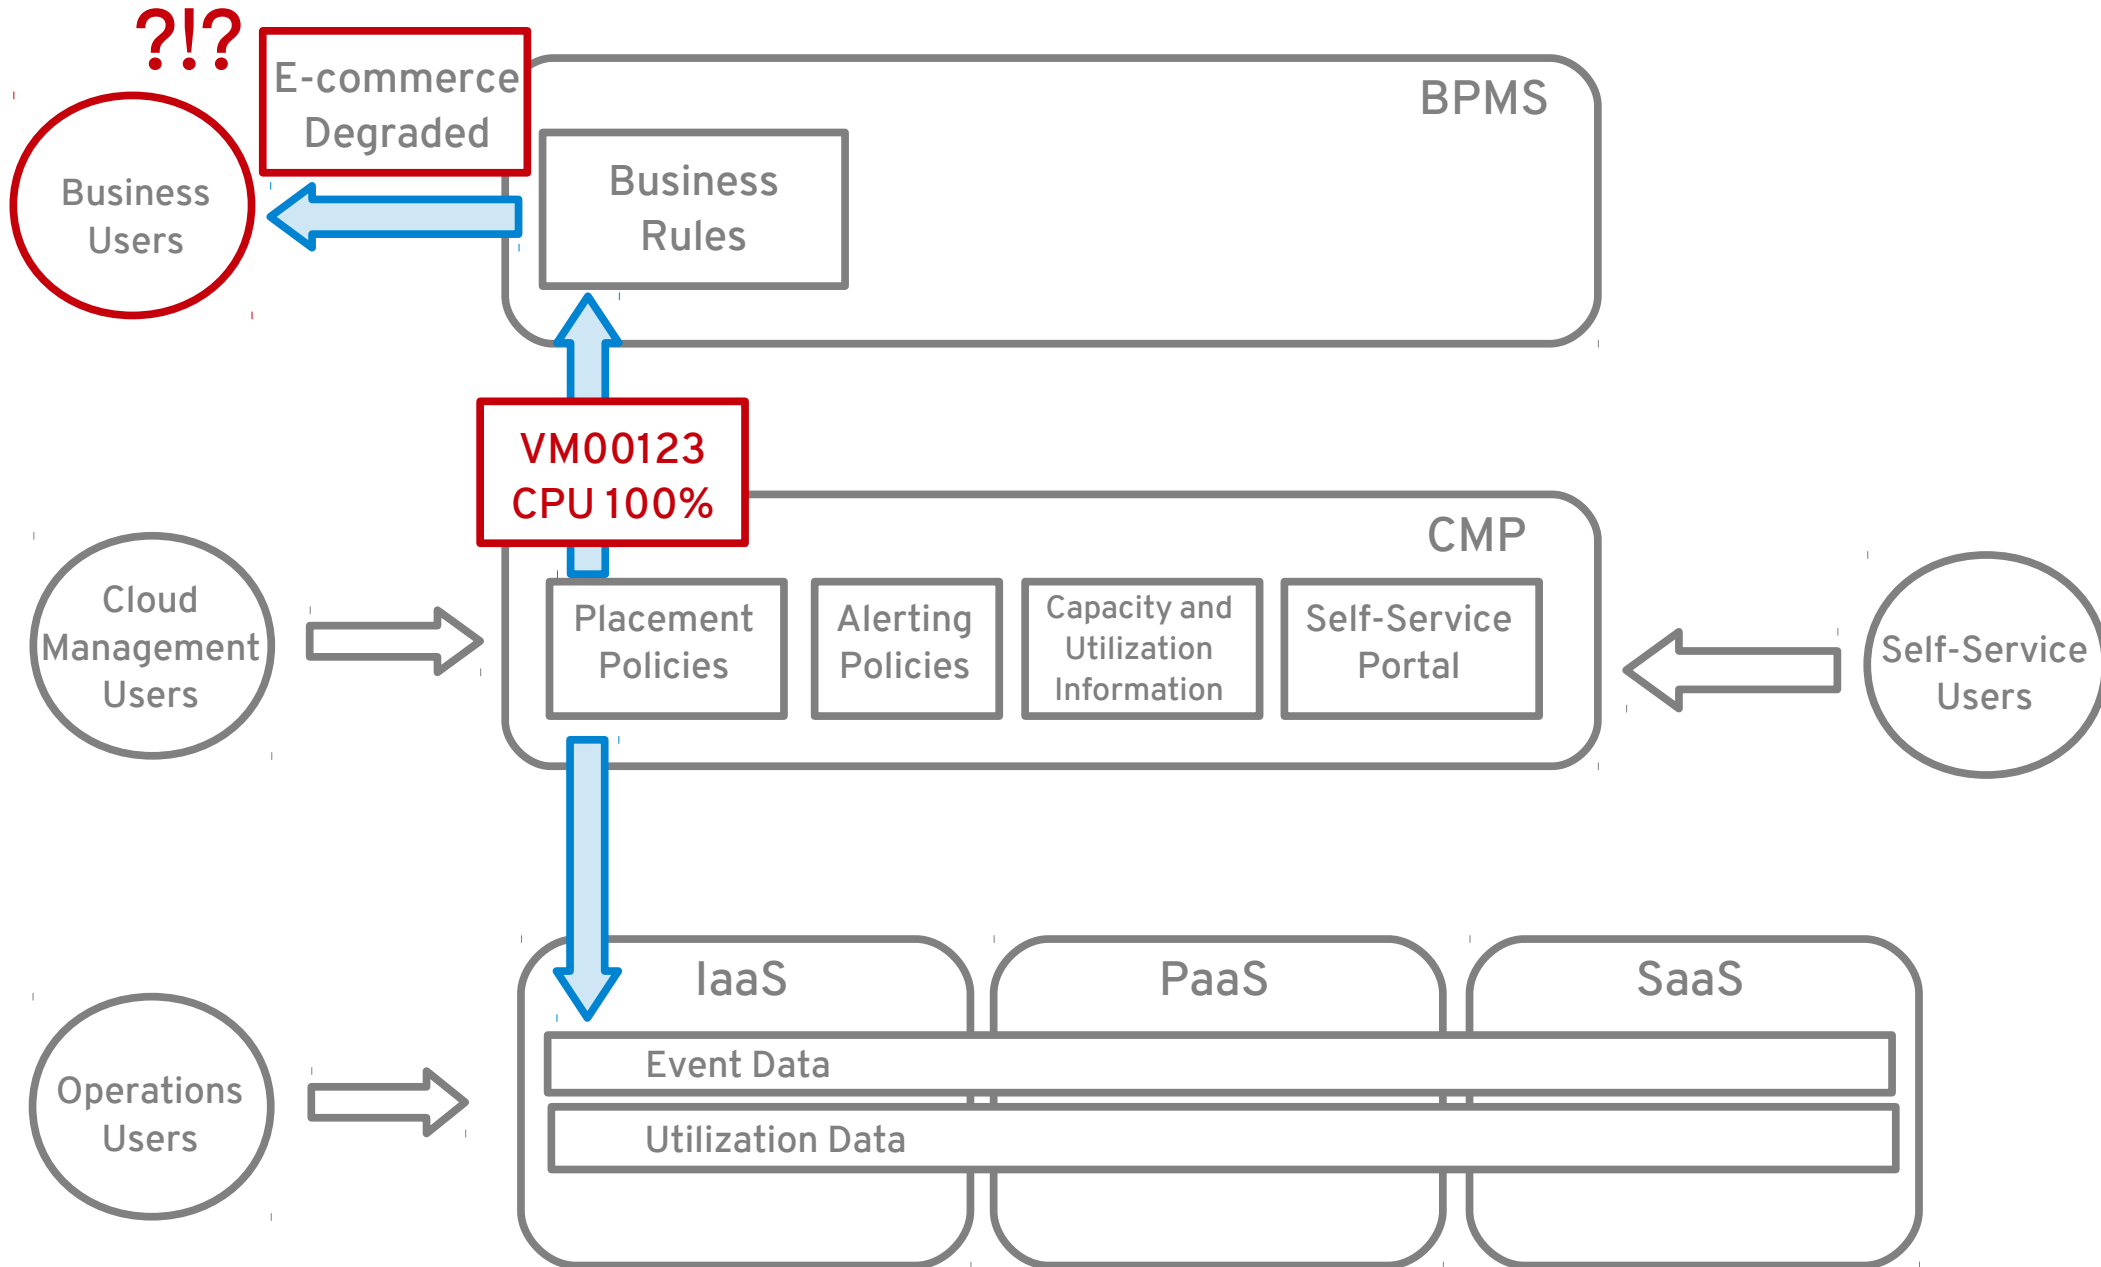 ?!?
E-commerce
Degraded
BPMS
Business
Users
Business
Rules
VM00123
CPU 100%
CMP
Cloud
Management
Users
Placement
Policies
Alerting
Policies
Capacity and
Utilization
Information
Self-Service
Portal
Self-Service
Users
IaaS
PaaS
SaaS
Event Data
Operations
Users
Utilization Data